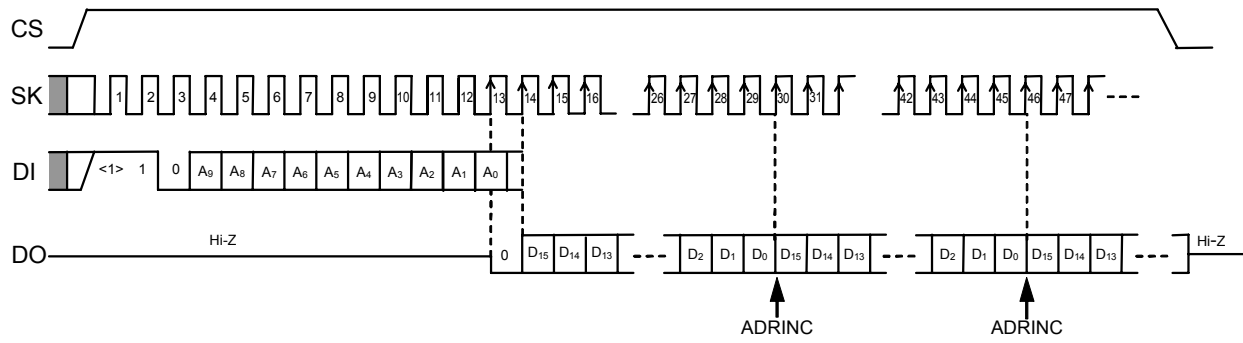 CS
SK 1 2 3 4 5 6 7 8 9 10 11 12 13 14 15 16 26 27 28 29 30 31 42 43 44 45 46 47
DI <1> 1 0 A₉ A₈ A₇ A₆ A₅ A₄ A₃ A₂ A₁ A₀
DO Hi-Z 0 D₁₅ D₁₄ D₁₃ D₂ D₁ D₀ D₁₅ D₁₄ D₁₃ D₂ D₁ D₀ D₁₅ D₁₄ D₁₃ Hi-Z
ADRINC ADRINC